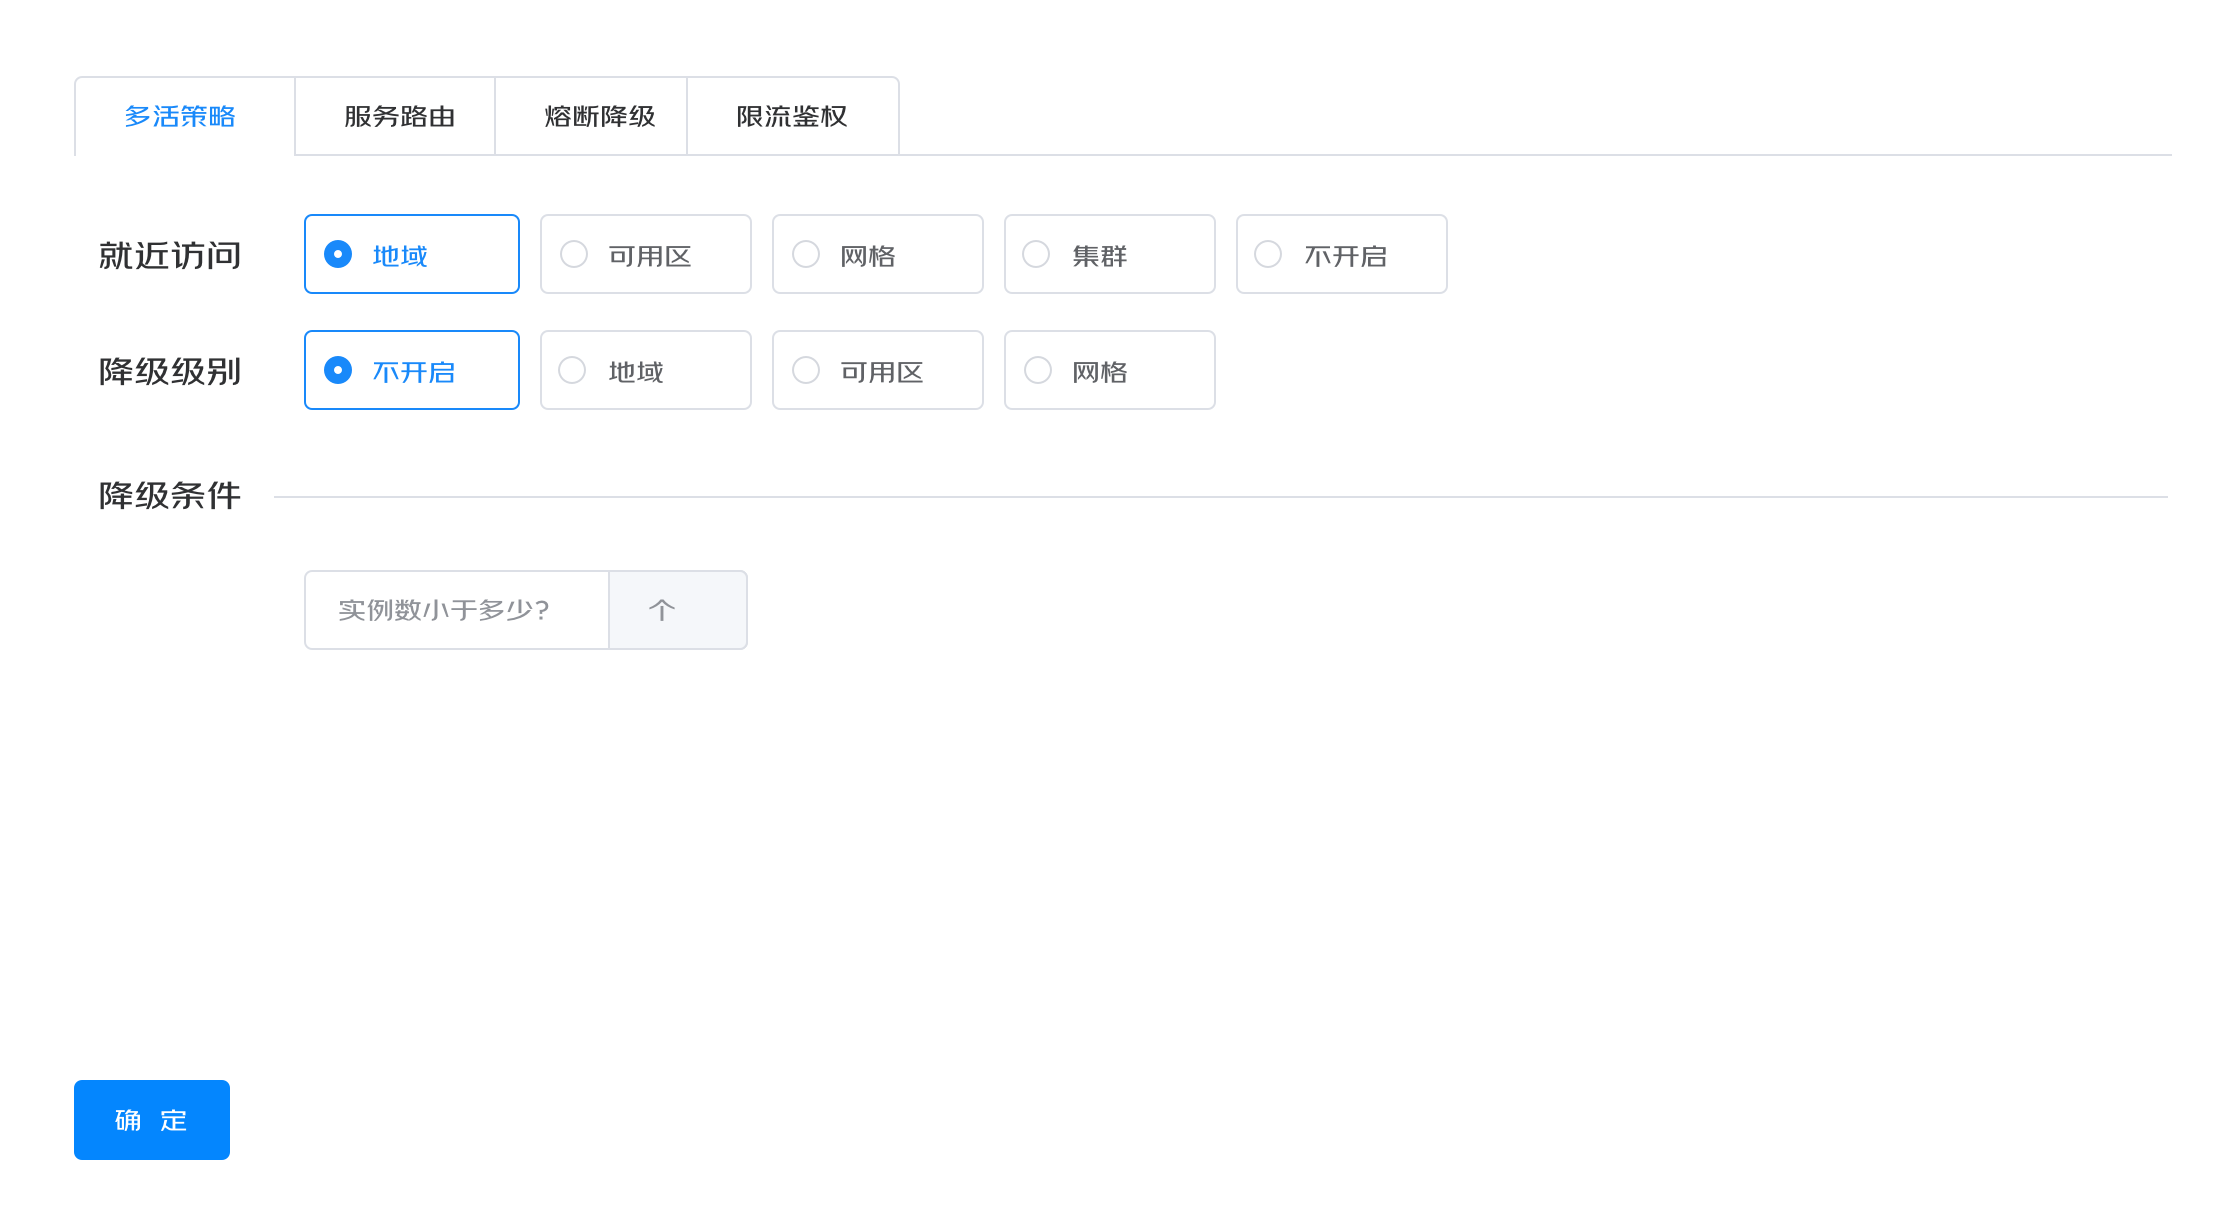 多活策略 服务路由 熔断降级 限流鉴权
就近访问 地域 可用区 网格 集群 不开启
降级级别 不开启 地域 可用区 网格
降级条件
实例数小于多少? 个
确 定